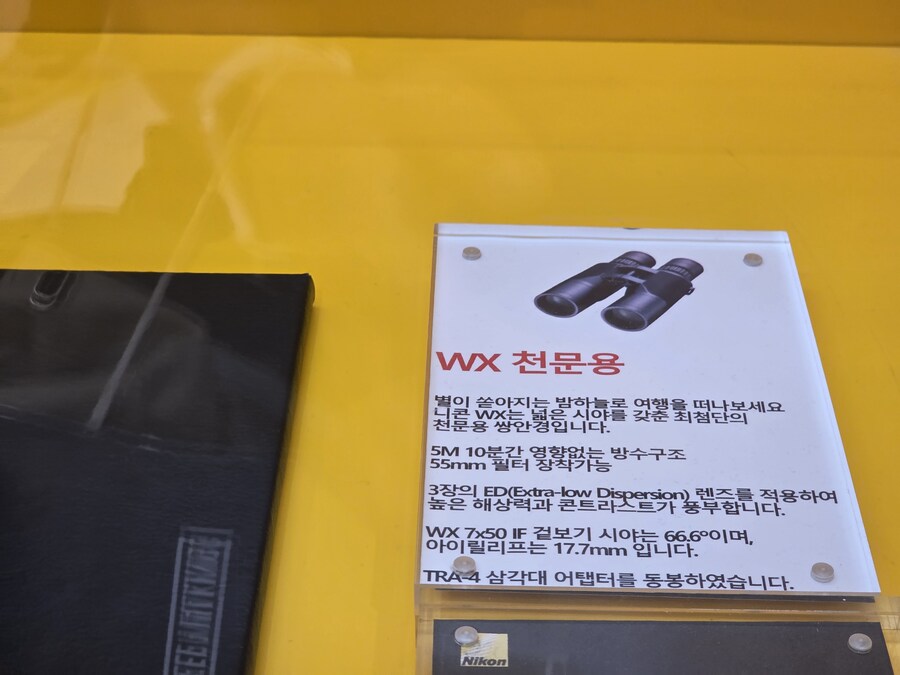 WX 천문용
별이 쏟아지는 밤하늘로 여행을 떠나보세요
니콘 WX는 넓은 시야를 갖춘 최첨단의
천문용 쌍안경입니다.
5M 10분간 영향없는 방수구조
55mm 필터 장착가능
3장의 ED(Extra-low Dispersion) 렌즈를 적용하여
높은 해상력과 콘트라스트가 풍부합니다.
WX 7x50 IF 겉보기 시야는 66.6º이며,
아이릴리프는 17.7mm 입니다.
TRA-4 삼각대 어탭터를 동봉하였습니다.
Nikon